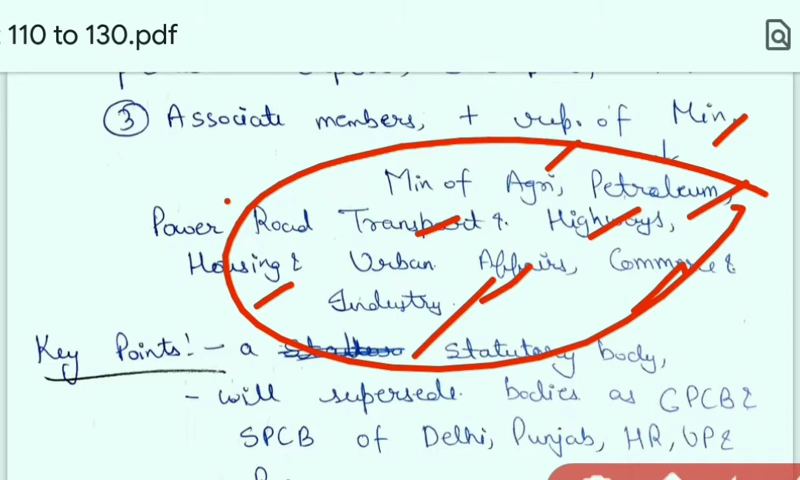 110 to 130.pdf
③ Associate members, + rep. of Min.
Min of Agri, Petroleum,
Power Road Transport & Highways,
Housing & Urban Affairs, Commerce &
Industry.
Key Points:- a Statutory body,
- will supersede bodies as CPCB &
SPCB of Delhi, Punjab, HR, UP &